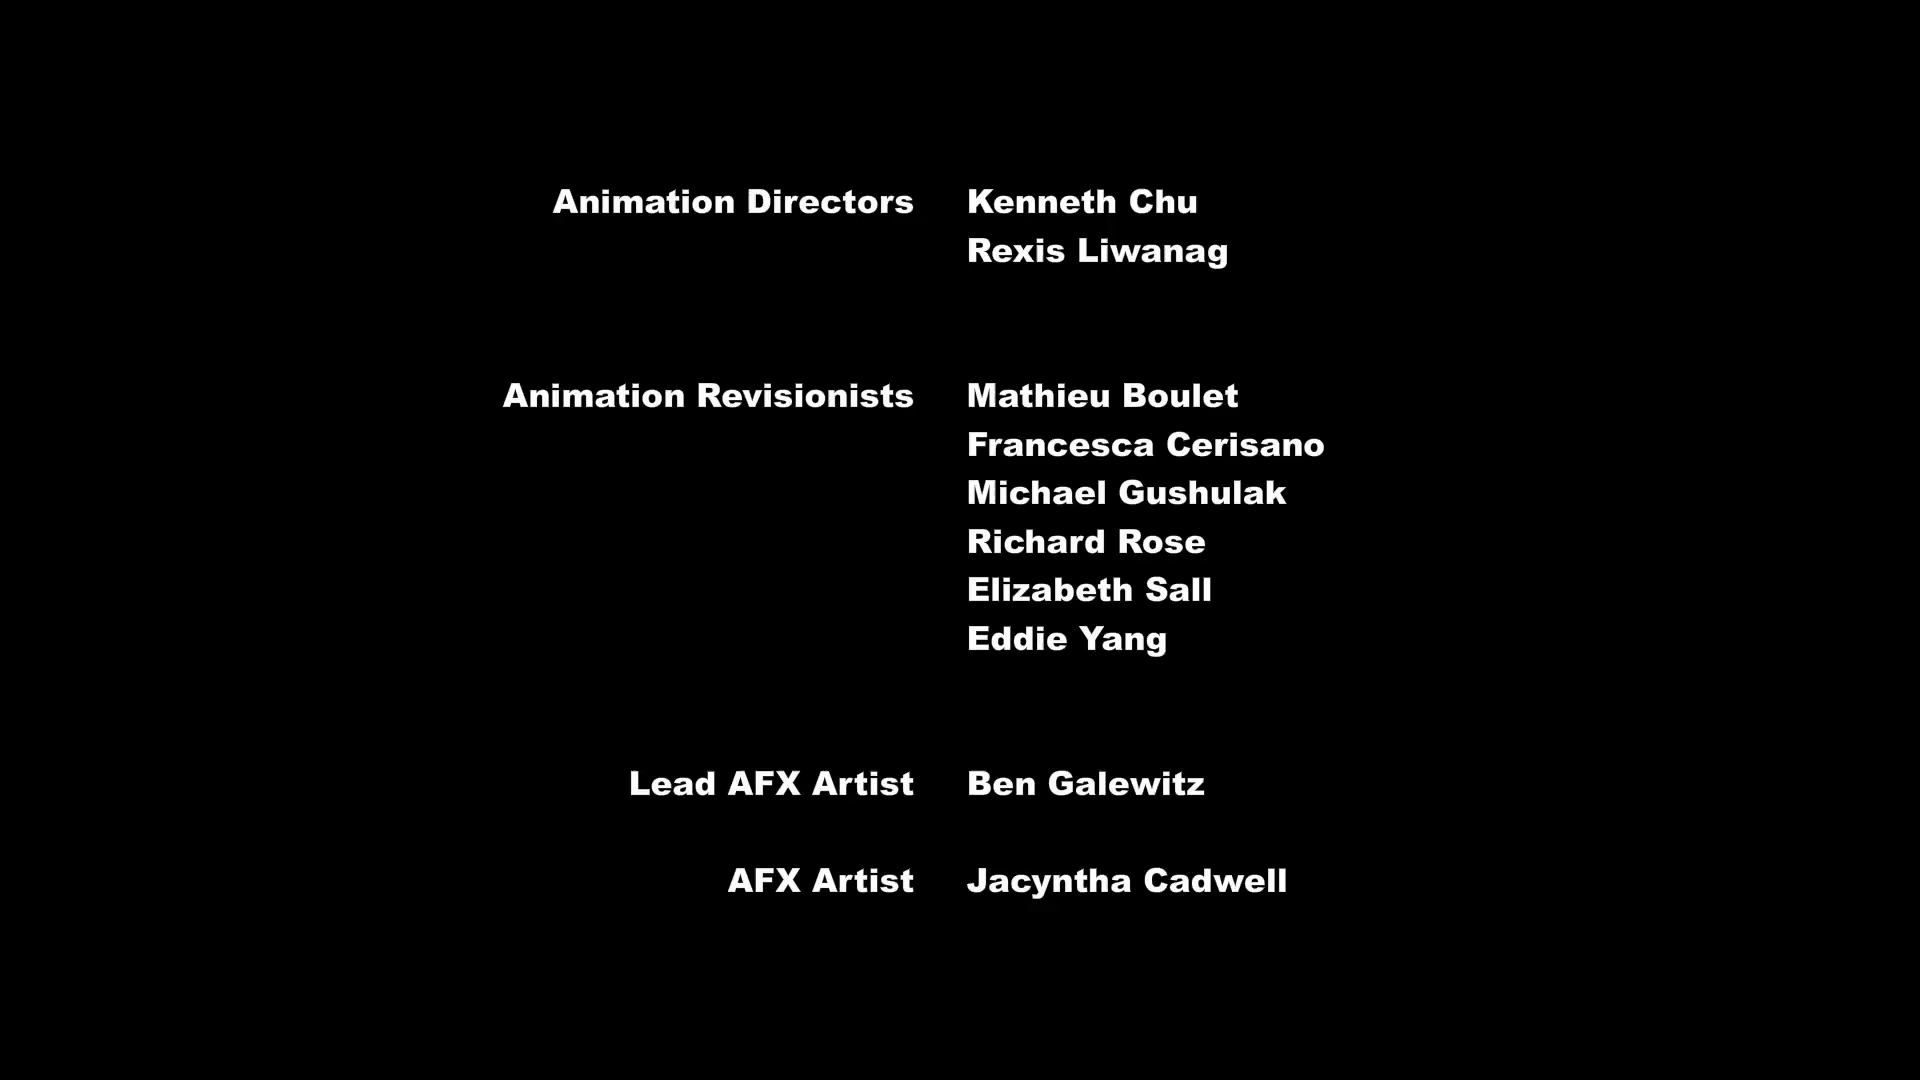 Animation Directors Kenneth Chu
Rexis Liwanag
Animation Revisionists Mathieu Boulet
Francesca Cerisano
Michael Gushulak
Richard Rose
Elizabeth Sall
Eddie Yang
Lead AFX Artist Ben Galewitz
AFX Artist Jacyntha Cadwell